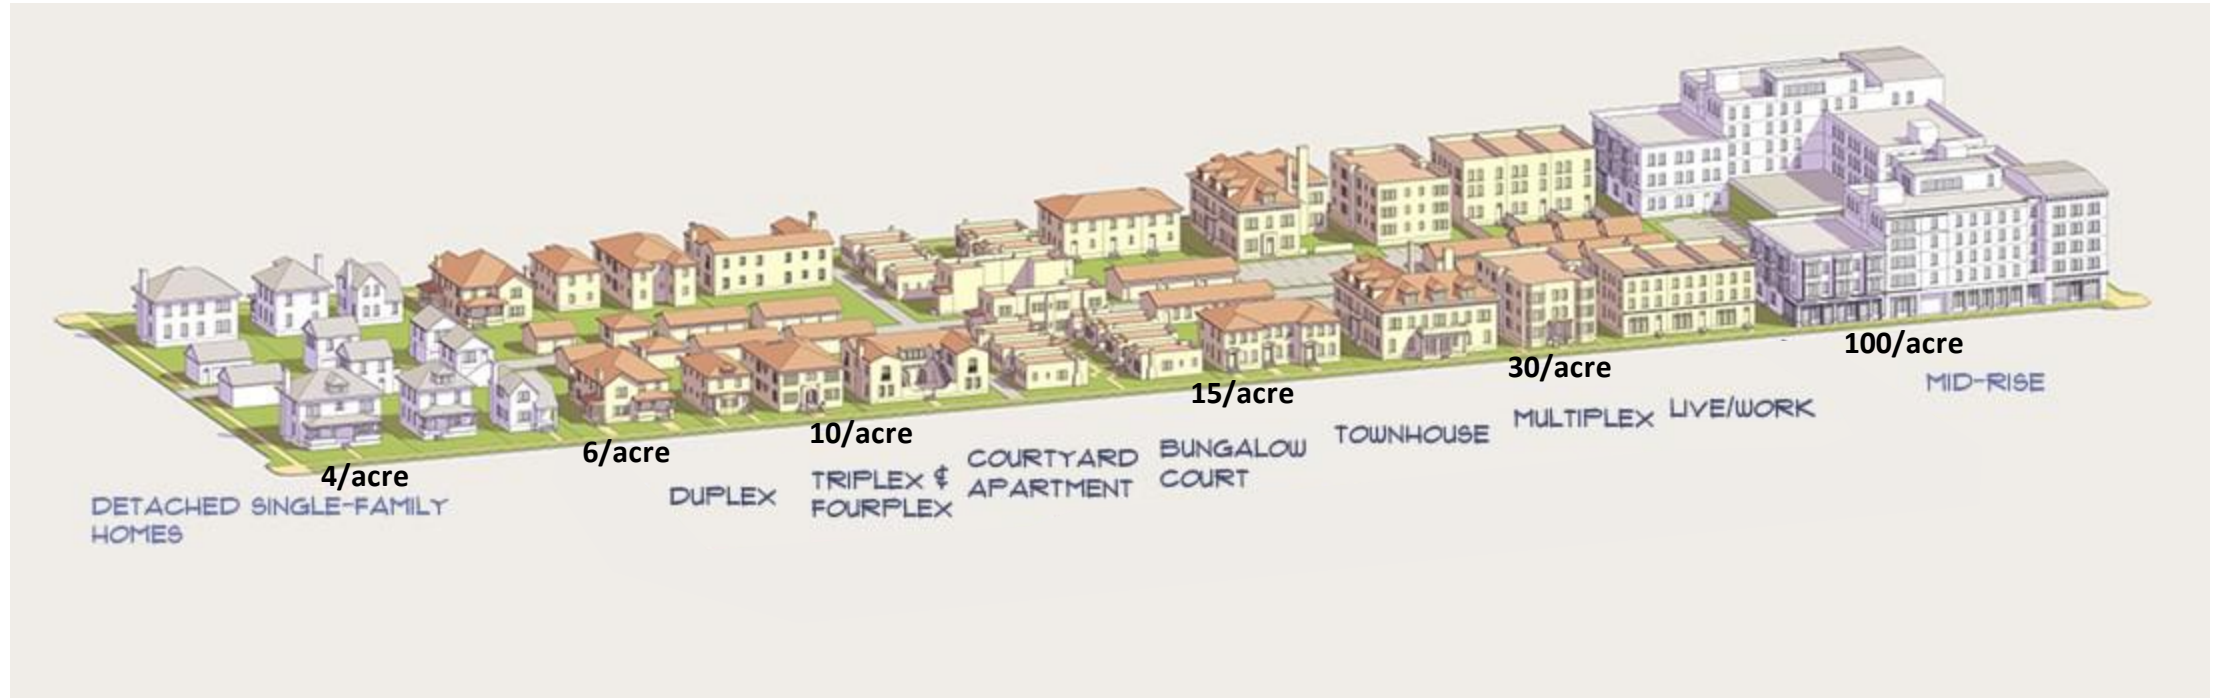 100/acre
30/acre
15/acre
10/acre
6/acre
4/acre
DETACHED SINGLE-FAMILY
HOMES
DUPLEX
TRIPLEX &
FOURPLEX
COURTYARD
APARTMENT
BUNGALOW
COURT
TOWNHOUSE
MULTIPLEX
LIVE/WORK
MID-RISE